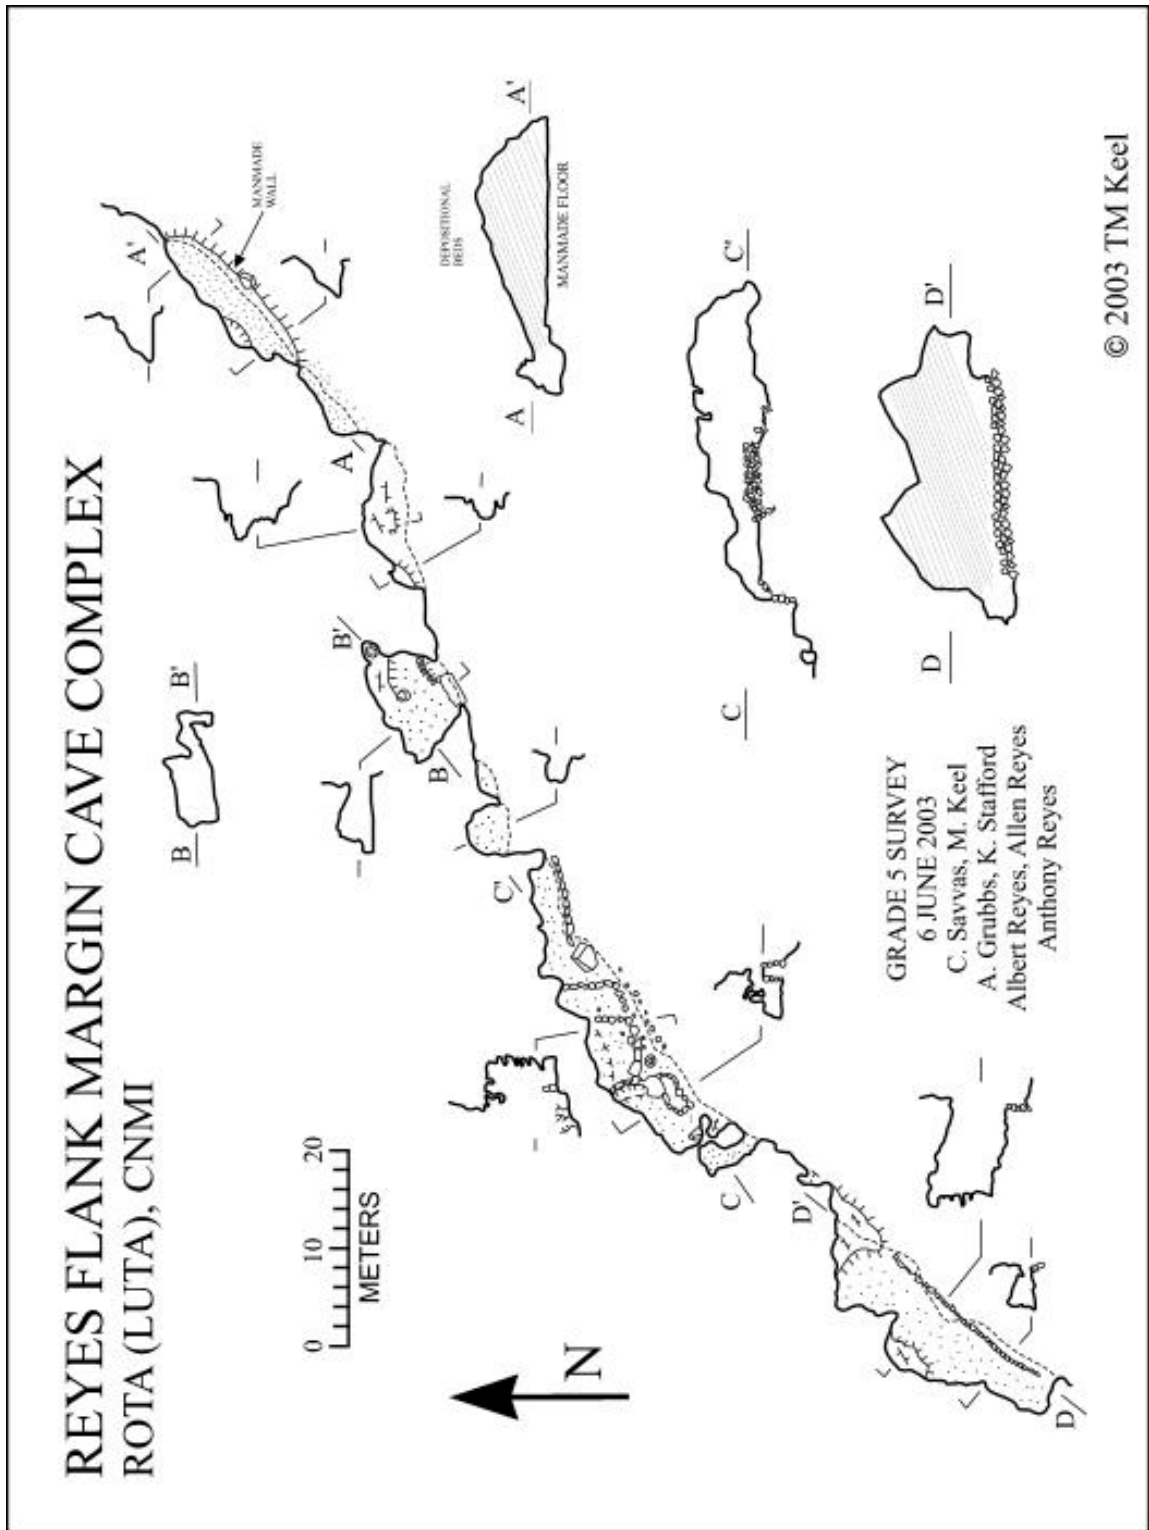 REYES FLANK MARGIN CAVE COMPLEX
ROTA (LUTA), CNMI
0 10 20
METERS
N
B B'
A'
MANMADE
WALL
A
B'
B
C'
C
D'
D
DEPOSITIONAL
BEDS
A A'
MANMADE FLOOR
C C"
D D'
GRADE 5 SURVEY
6 JUNE 2003
C. Savvas, M. Keel
A. Grubbs, K. Stafford
Albert Reyes, Allen Reyes
Anthony Reyes
© 2003 TM Keel